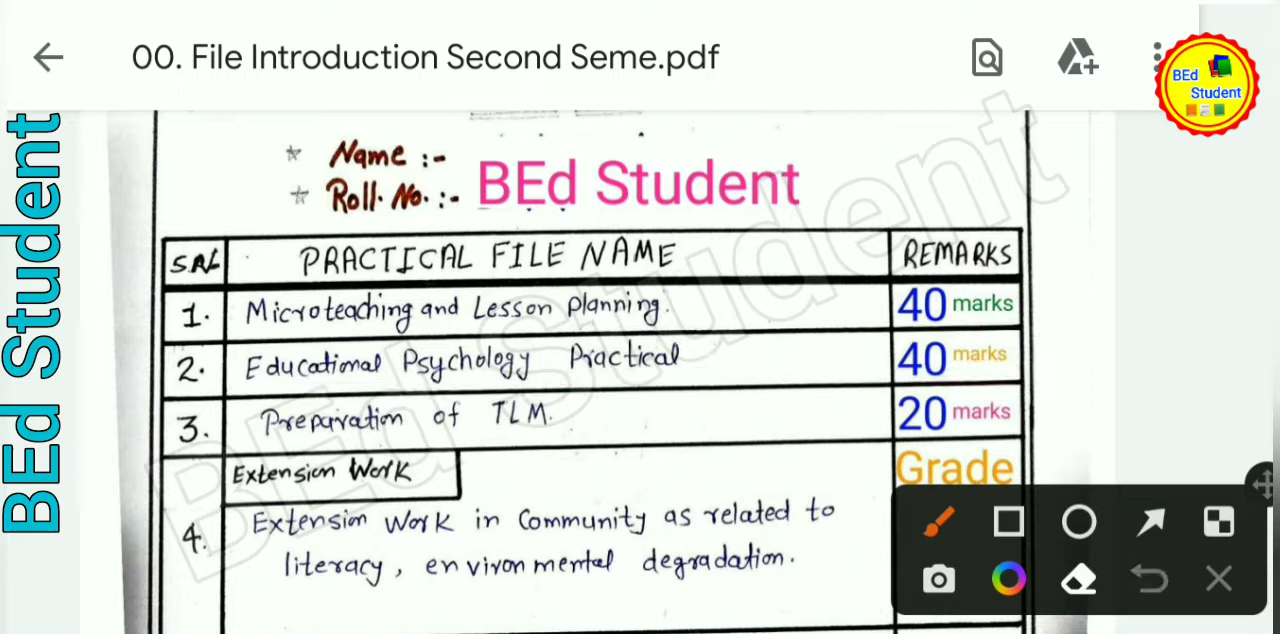 00. File Introduction Second Seme.pdf
BEd
Student
BEd Student
* Name :-
* Roll. No. :-
BEd Student
S.N. PRACTICAL FILE NAME REMARKS
1. Microteaching and Lesson Planning. 40 marks
2. Educational Psychology Practical 40 marks
3. Preparation of TLM. 20 marks
Extension Work Grade
4. Extension Work in Community as related to
literacy, environmental degradation.
BEd Student